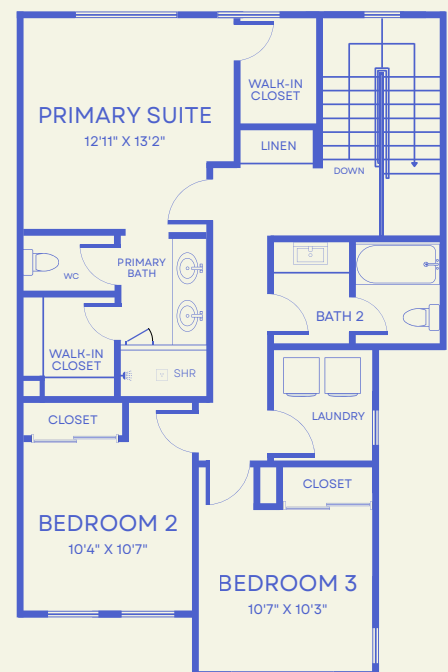 PRIMARY SUITE
12'11" X 13'2"
WALK-IN
CLOSET
LINEN
DOWN
WC
PRIMARY
BATH
WALK-IN
CLOSET
SHR
BATH 2
LAUNDRY
CLOSET
BEDROOM 2
10'4" X 10'7"
CLOSET
BEDROOM 3
10'7" X 10'3"